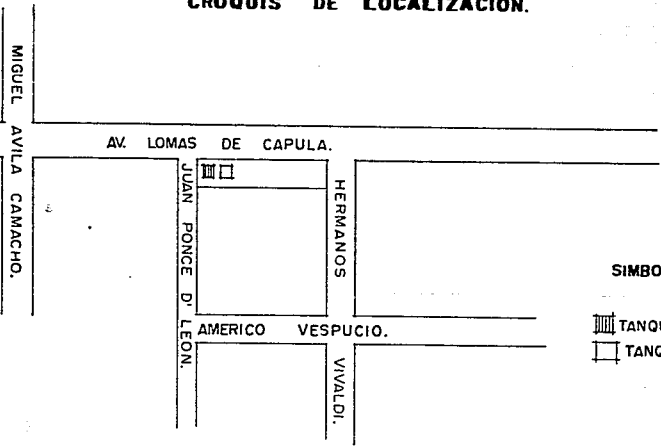 CROQUIS DE LOCALIZACION.
MIGUEL AVILA CAMACHO.
AV. LOMAS DE CAPULA.
JUAN PONCE D' LEON.
HERMANOS VIVALDI.
AMERICO VESPUCIO.
SIMBO
TANQU
TANQ